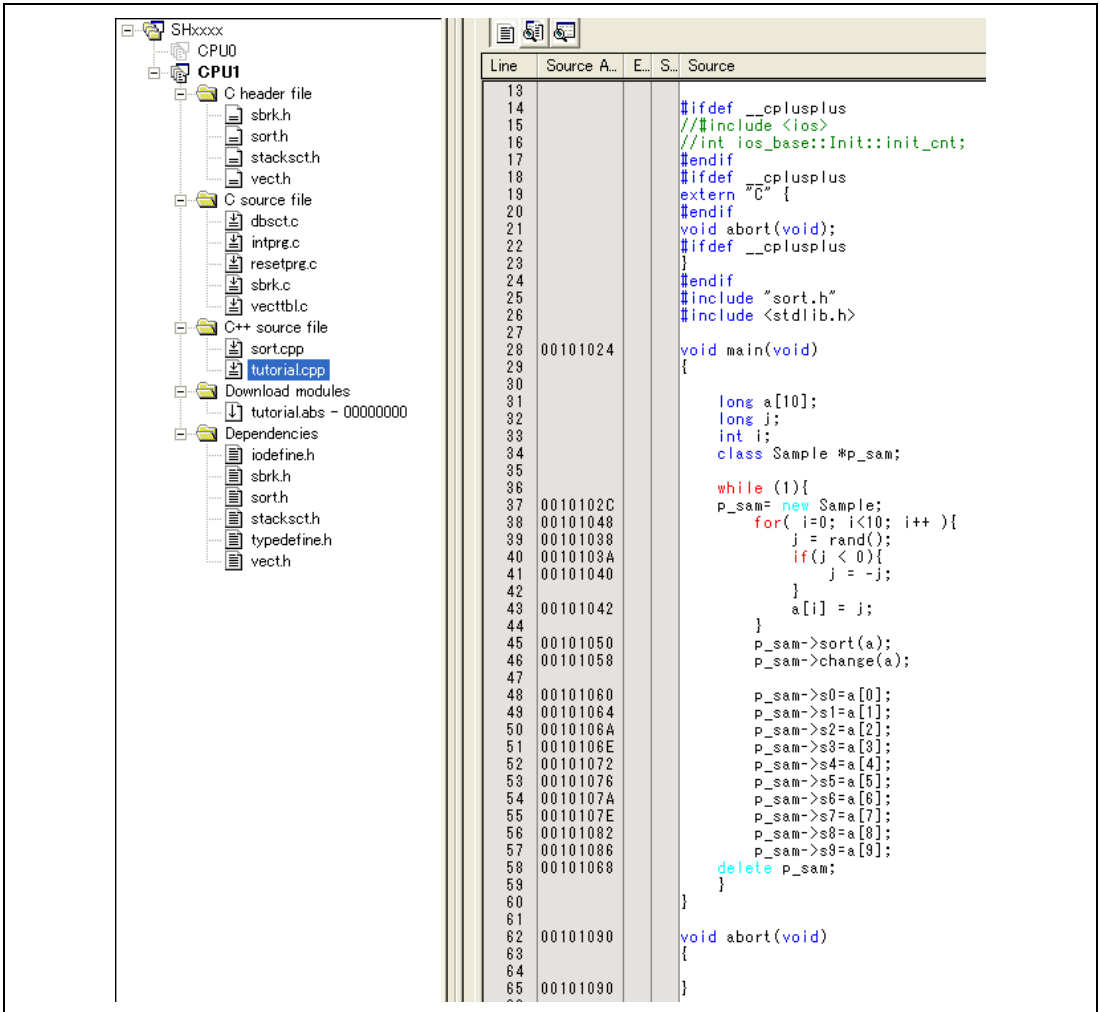 SHxxxx
CPU0
CPU1
C header file
sbrk.h
sort.h
stacksct.h
vect.h
C source file
dbsct.c
intprg.c
resetprg.c
sbrk.c
vecttbl.c
C++ source file
sort.cpp
tutorial.cpp
Download modules
tutorial.abs - 00000000
Dependencies
iodefine.h
sbrk.h
sort.h
stacksct.h
typedefine.h
vect.h
Line Source A... E... S... Source
13
14 #ifdef __cplusplus
15 //#include <ios>
16 //int ios_base::Init::init_cnt;
17 #endif
18 #ifdef __cplusplus
19 extern "C" {
20 #endif
21 void abort(void);
22 #ifdef __cplusplus
23 }
24 #endif
25 #include "sort.h"
26 #include <stdlib.h>
27
28 00101024 void main(void)
29 {
30
31 long a[10];
32 long j;
33 int i;
34 class Sample *p_sam;
35
36 while (1){
37 0010102C p_sam= new Sample;
38 00101048 for( i=0; i<10; i++ ){
39 00101038 j = rand();
40 0010103A if(j < 0){
41 00101040 j = -j;
42 }
43 00101042 a[i] = j;
44 }
45 00101050 p_sam->sort(a);
46 00101058 p_sam->change(a);
47
48 00101060 p_sam->s0=a[0];
49 00101064 p_sam->s1=a[1];
50 0010106A p_sam->s2=a[2];
51 0010106E p_sam->s3=a[3];
52 00101072 p_sam->s4=a[4];
53 00101076 p_sam->s5=a[5];
54 0010107A p_sam->s6=a[6];
55 0010107E p_sam->s7=a[7];
56 00101082 p_sam->s8=a[8];
57 00101086 p_sam->s9=a[9];
58 00101068 delete p_sam;
59 }
60 }
61
62 00101090 void abort(void)
63 {
64
65 00101090 }